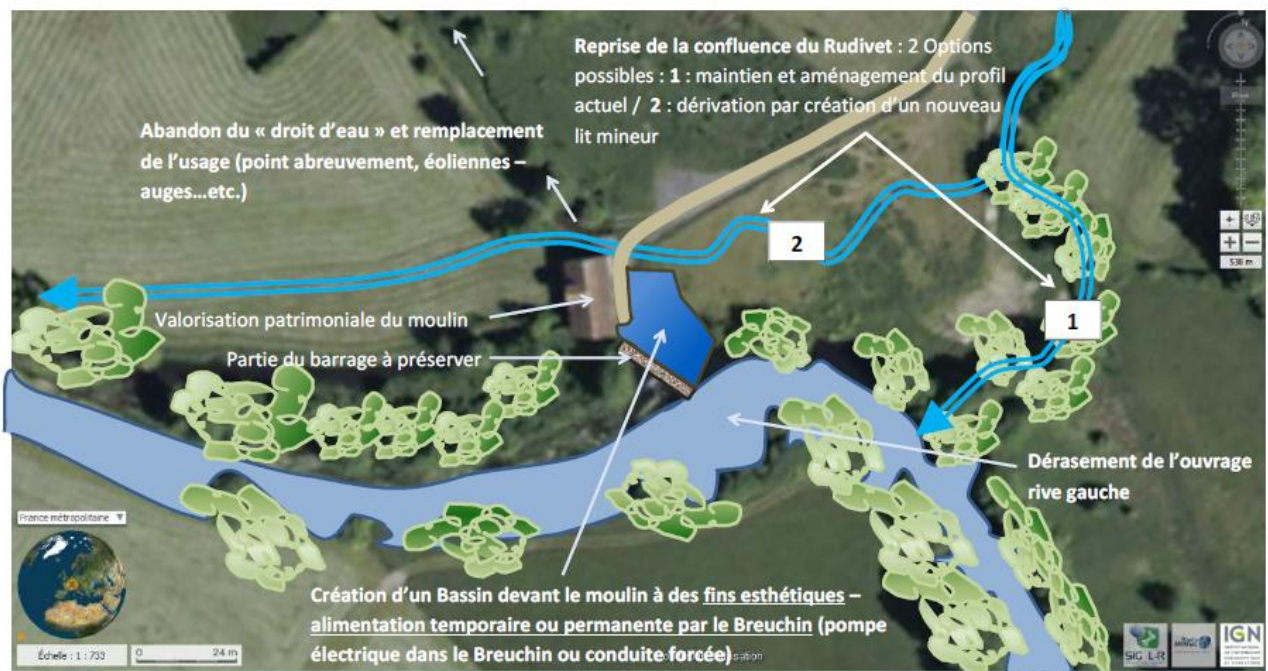 Reprise de la confluence du Rudivet : 2 Options
possibles : 1 : maintien et aménagement du profil
actuel / 2 : dérivation par création d'un nouveau
lit mineur
Abandon du « droit d'eau » et remplacement
de l'usage (point abreuvement, éoliennes –
auges…etc.)
2
1
Valorisation patrimoniale du moulin
Partie du barrage à préserver
Dérasement de l'ouvrage
rive gauche
Création d'un Bassin devant le moulin à des fins esthétiques –
alimentation temporaire ou permanente par le Breuchin (pompe
électrique dans le Breuchin ou conduite forcée)
France métropolitaine
Échelle : 1 : 733
0 24 m
536 m
SIG L-R
IGN